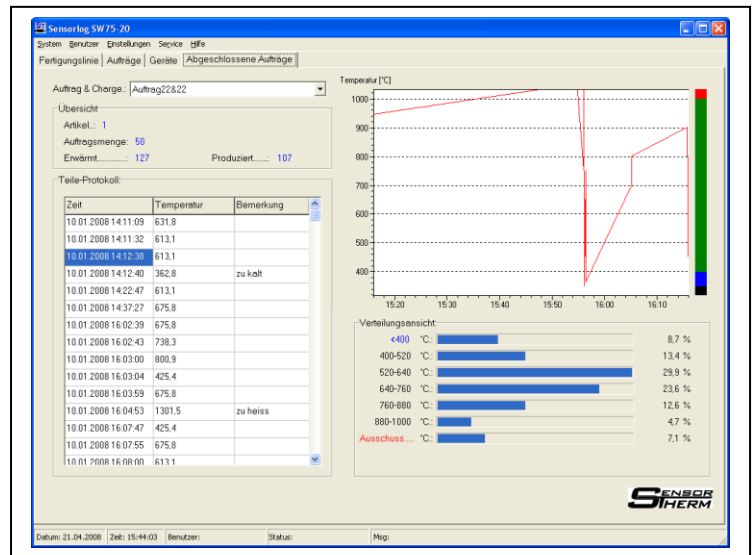 Sensorlog SW75-20
System Benutzer Einstellungen Service Hilfe
Fertigungslinie Aufträge Geräte Abgeschlossene Aufträge
Auftrag & Charge.: Auftrag22&22
Übersicht
Artikel..: 1
Auftragsmenge: 50
Erwärmt............: 127 Produziert.....: 107
Teile-Protokoll:
Zeit Temperatur Bemerkung
10.01.2008 14:11:09 631,8
10.01.2008 14:11:32 613,1
10.01.2008 14:12:38 613,1
10.01.2008 14:12:40 362,8 zu kalt
10.01.2008 14:22:47 613,1
10.01.2008 14:37:27 675,8
10.01.2008 16:02:39 675,8
10.01.2008 16:02:43 738,3
10.01.2008 16:03:00 800,9
10.01.2008 16:03:04 425,4
10.01.2008 16:03:59 675,8
10.01.2008 16:04:53 1301,5 zu heiss
10.01.2008 16:07:47 425,4
10.01.2008 16:07:55 675,8
10.01.2008 16:08:00 613,1
Temperatur [°C]
1000
900
800
700
600
500
400
15:20 15:30 15:40 15:50 16:00 16:10
Verteilungsansicht:
<400 °C.: 8,7 %
400-520 °C.: 13,4 %
520-640 °C.: 29,9 %
640-760 °C.: 23,6 %
760-880 °C.: 12,6 %
880-1000 °C.: 4,7 %
Ausschuss..... °C.: 7,1 %
SENSOR
THERM
Datum: 21.04.2008 Zeit: 15:44:03 Benutzer: Status: Msg: